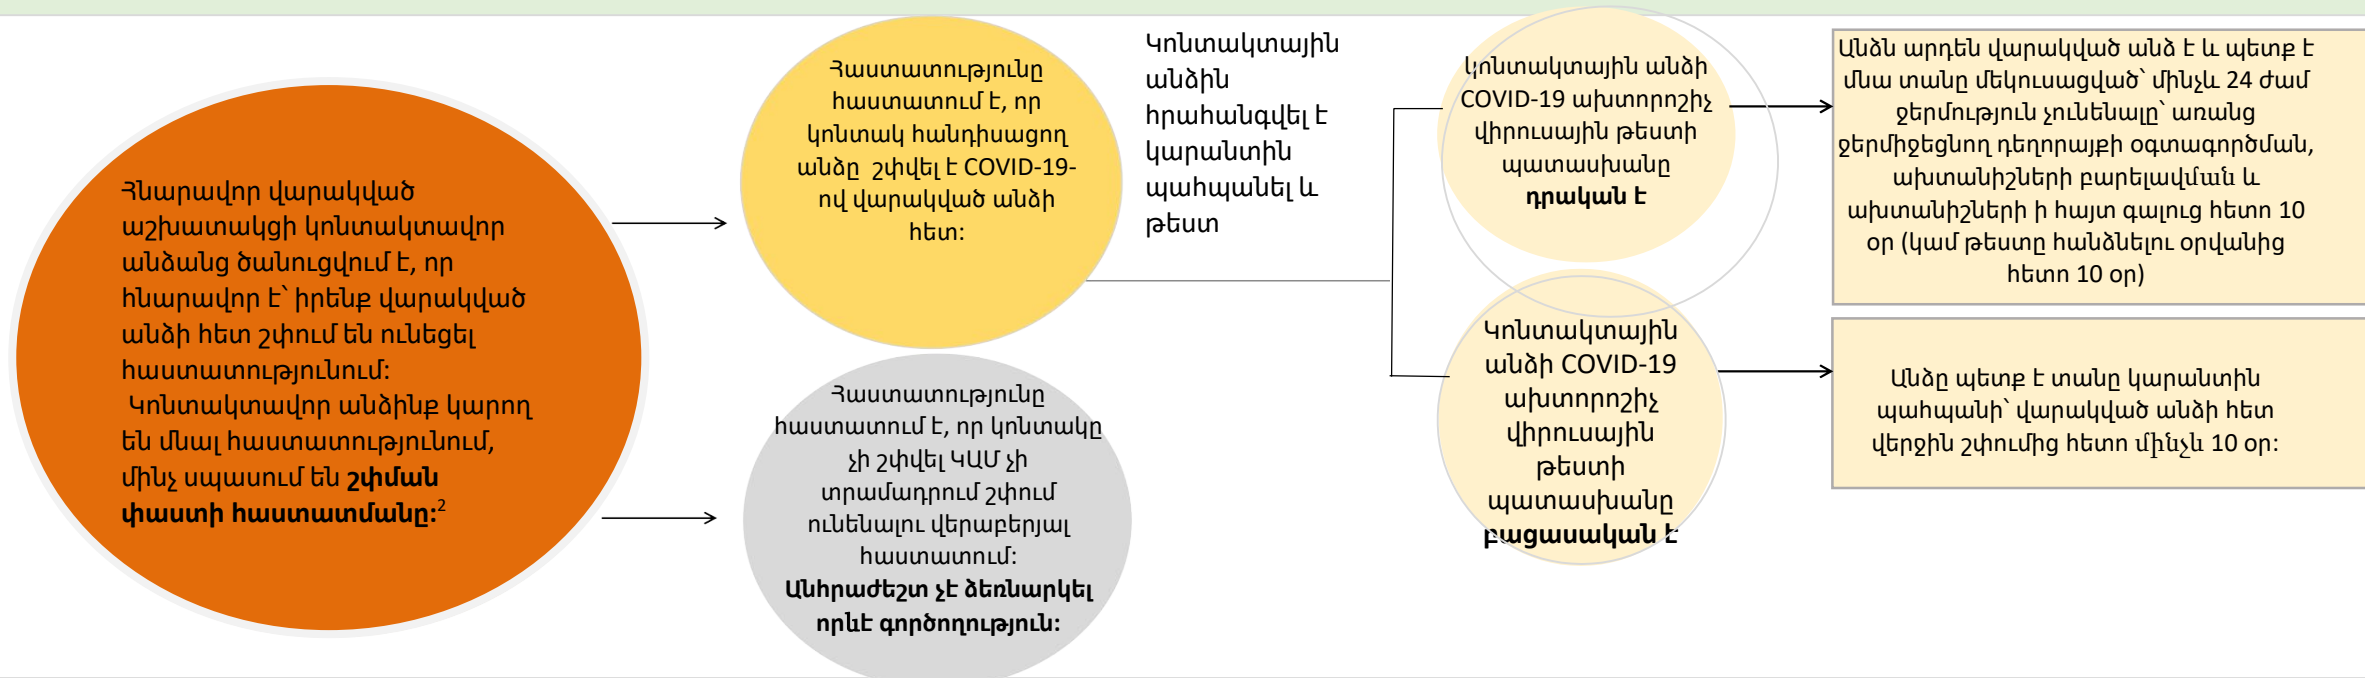 Հնարավոր վարակված
աշխատակցի կոնտակտավոր
անձանց ծանուցվում է, որ
հնարավոր է՝ իրենք վարակված
անձի հետ շփում են ունեցել
հաստատությունում:
Կոնտակտավոր անձինք կարող
են մնալ հաստատությունում,
մինչ սպասում են շփման
փաստի հաստատմանը:²
Հաստատությունը
հաստատում է, որ
կոնտակ հանդիսացող
անձը շփվել է COVID-19-
ով վարակված անձի
հետ:
Հաստատությունը
հաստատում է, որ կոնտակը
չի շփվել ԿԱՄ չի
տրամադրում շփում
ունենալու վերաբերյալ
հաստատում:
Անհրաժեշտ չէ ձեռնարկել
որևէ գործողություն:
Կոնտակտային
անձին
հրահանգվել է
կարանտին
պահպանել և
թեստ
կոնտակտային անձի
COVID-19 ախտորոշիչ
վիրուսային թեստի
պատասխանը
դրական է
Կոնտակտային
անձի COVID-19
ախտորոշիչ
վիրուսային
թեստի
պատասխանը
բացասական է
Անձն արդեն վարակված անձ է և պետք է
մնա տանը մեկուսացված՝ մինչև 24 ժամ
ջերմություն չունենալը՝ առանց
ջերմիջեցնող դեղորայքի օգտագործման,
ախտանիշների բարելավման և
ախտանիշների ի հայտ գալուց հետո 10
օր (կամ թեստը հանձնելու օրվանից
հետո 10 օր)
Անձը պետք է տանը կարանտին
պահպանի՝ վարակված անձի հետ
վերջին շփումից հետո մինչև 10 օր: